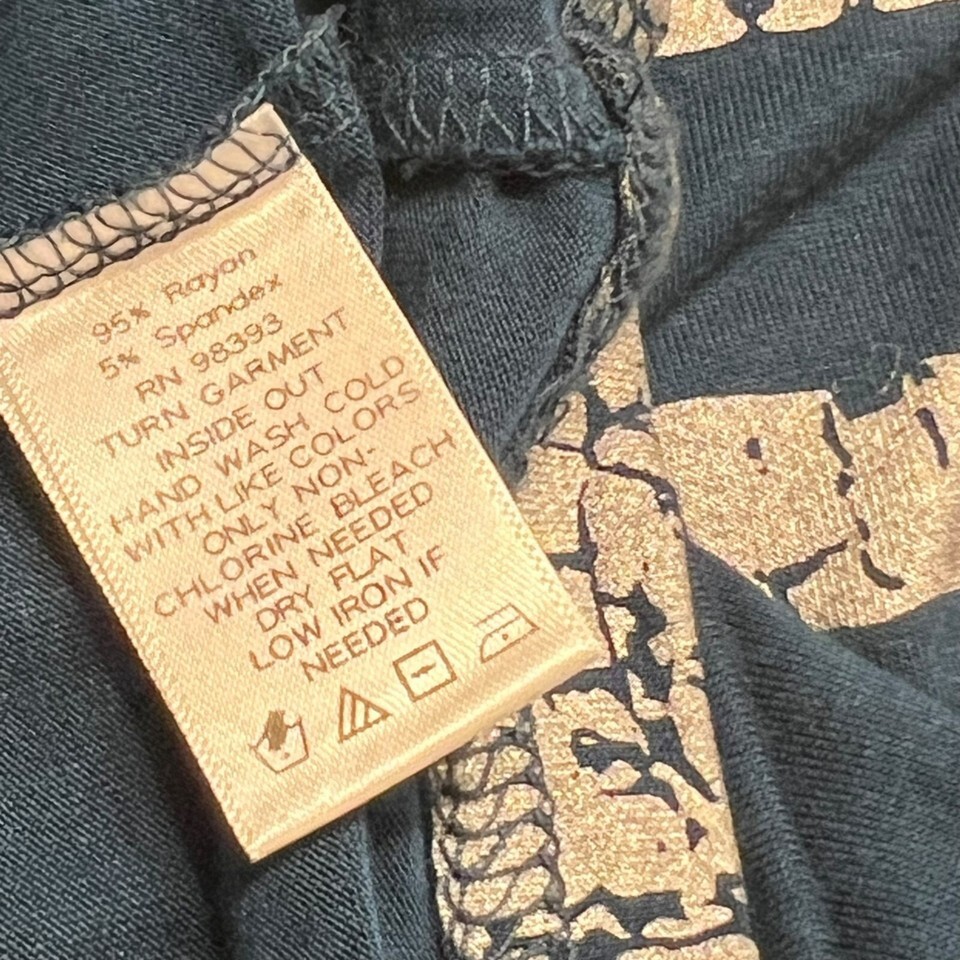 95% Rayon
5% Spandex
RN 98393
TURN GARMENT
INSIDE OUT
HAND WASH COLD
WITH LIKE COLORS
ONLY NON-
CHLORINE BLEACH
WHEN NEEDED
DRY FLAT
LOW IRON IF
NEEDED